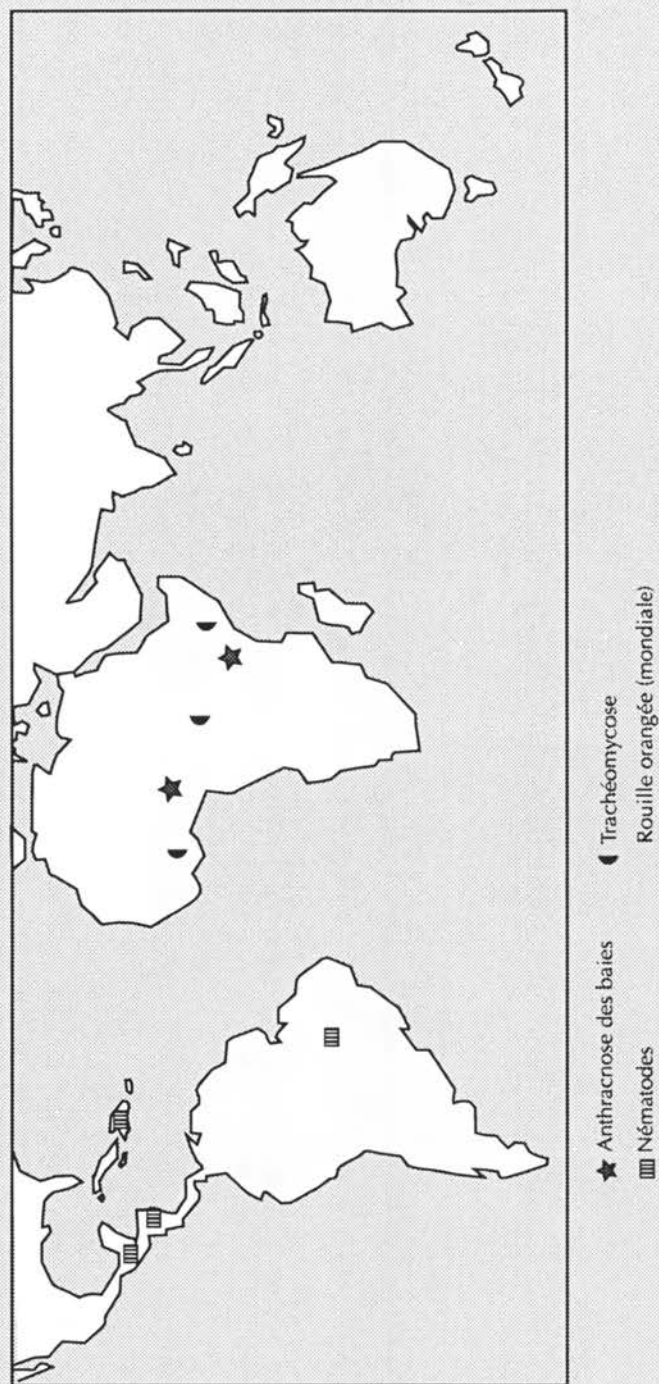 Anthracnose des baies
Trachéomycose
Nématodes
Rouille orangée (mondiale)